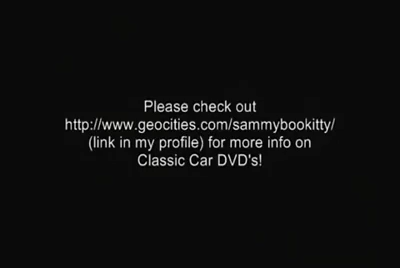 Please check out
http://www.geocities.com/sammybookitty/
(link in my profile) for more info on
Classic Car DVD's!